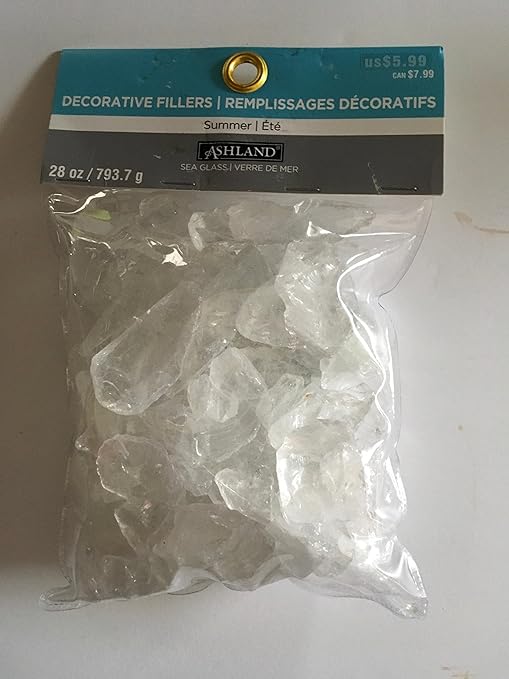 US$5.99
CAN $7.99
DECORATIVE FILLERS | REMPLISSAGES DÉCORATIFS
Summer | Été
ASHLAND
SEA GLASS | VERRE DE MER
28 oz / 793.7 g